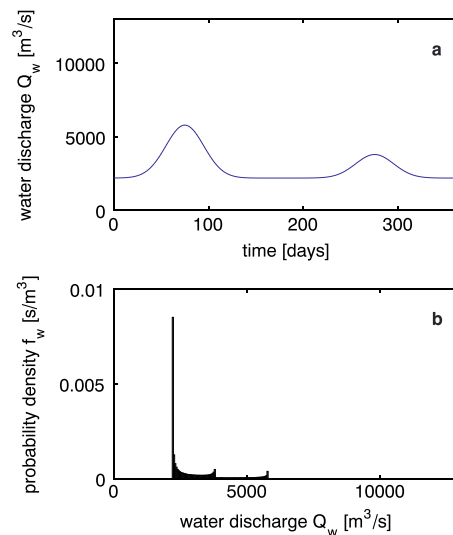 water discharge Q_w [m^3/s]
10000
5000
0
a
0 100 200 300
time [days]
probability density f_w [s/m^3]
0.01
0.005
0
b
0 5000 10000
water discharge Q_w [m^3/s]